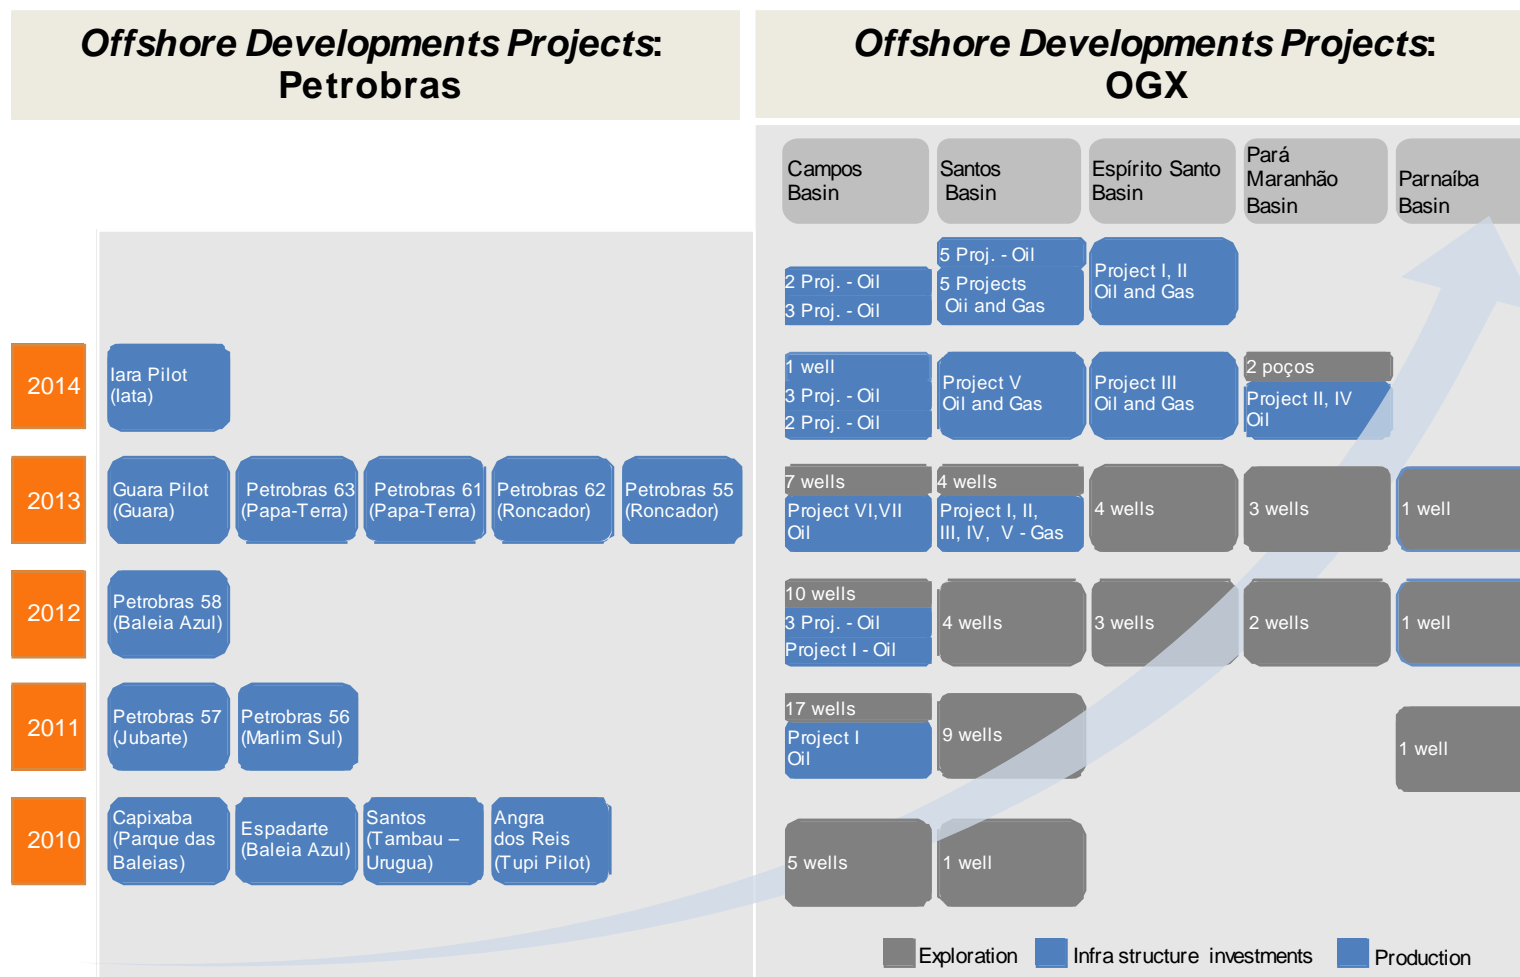 Offshore Developments Projects:
Petrobras
Offshore Developments Projects:
OGX
Campos
Basin
Santos
Basin
Espírito Santo
Basin
Pará
Maranhão
Basin
Parnaíba
Basin
2 Proj. - Oil
3 Proj. - Oil
5 Proj. - Oil
5 Projects
Oii and Gas
Project I, II
Oil and Gas
2014
Iara Pilot
(Iata)
1 well
3 Proj. - Oil
2 Proj. - Oil
Project V
Oil and Gas
Project III
Oil and Gas
2 poços
Project II, IV
Oil
2013
Guara Pilot
(Guara)
Petrobras 63
(Papa-Terra)
Petrobras 61
(Papa-Terra)
Petrobras 62
(Roncador)
Petrobras 55
(Roncador)
7 wells
Project VI,VII
Oil
4 wells
Project I, II,
III, IV, V - Gas
4 wells
3 wells
1 well
2012
Petrobras 58
(Baleia Azul)
10 wells
3 Proj. - Oil
Project I - Oil
4 wells
3 wells
2 wells
1 well
2011
Petrobras 57
(Jubarte)
Petrobras 56
(Marlim Sul)
17 wells
Project I
Oil
9 wells
1 well
2010
Capixaba
(Parque das
Baleias)
Espadarte
(Baleia Azul)
Santos
(Tambau –
Urugua)
Angra
dos Reis
(Tupi Pilot)
5 wells
1 well
Exploration
Infra structure investments
Production